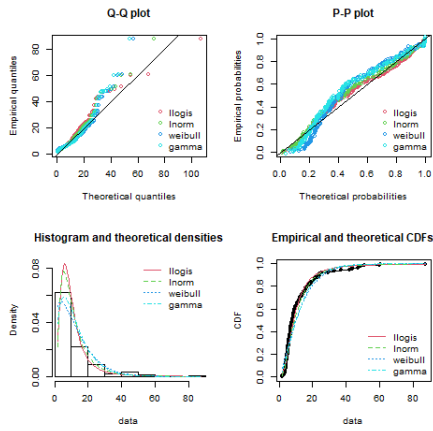 Q-Q plot
Empirical quantiles
0 20 40 60 80
0 20 40 60 80 100
Theoretical quantiles
llogis
lnorm
weibull
gamma
P-P plot
Empirical probabilities
0.0 0.2 0.4 0.6 0.8 1.0
0.0 0.2 0.4 0.6 0.8 1.0
Theoretical probabilities
llogis
lnorm
weibull
gamma
Histogram and theoretical densities
Density
0.00 0.04 0.08
0 20 40 60 80
data
llogis
lnorm
weibull
gamma
Empirical and theoretical CDFs
CDF
0.0 0.2 0.4 0.6 0.8 1.0
0 20 40 60 80
data
llogis
lnorm
weibull
gamma